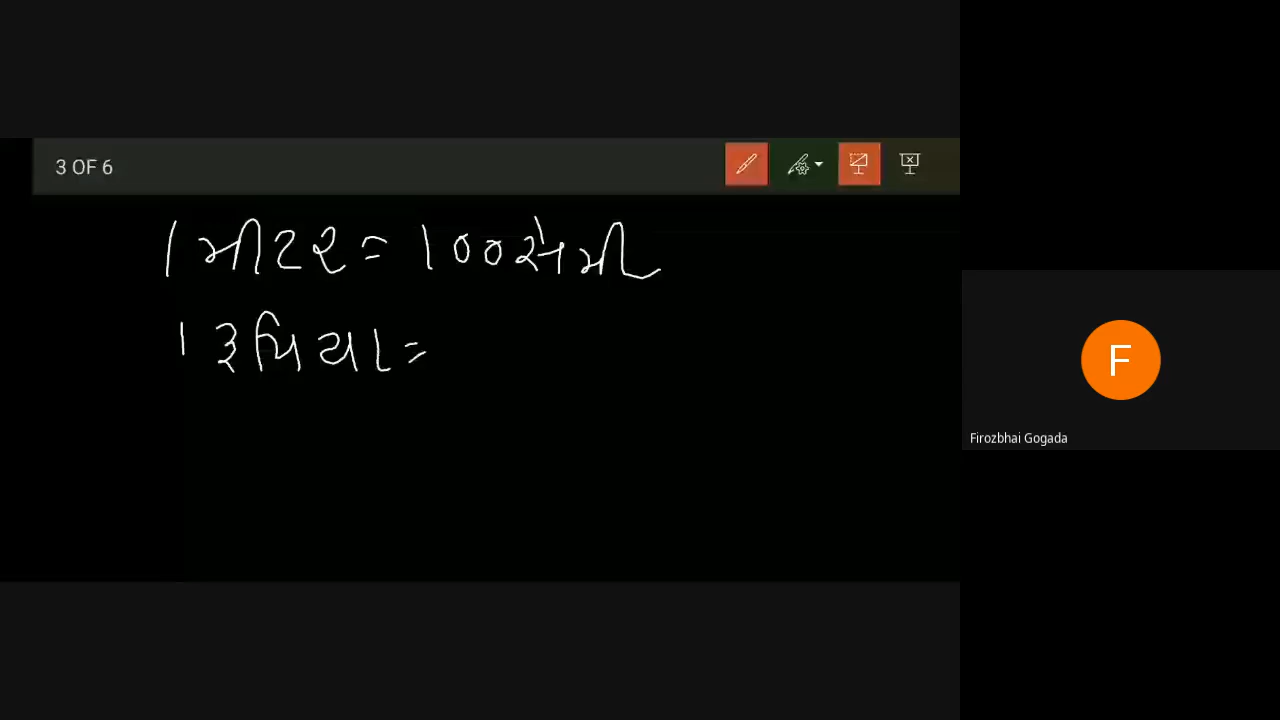 3 OF 6
1 મીટર = 100 સેમી
1 રૂપિયા =
F
Firozbhai Gogada